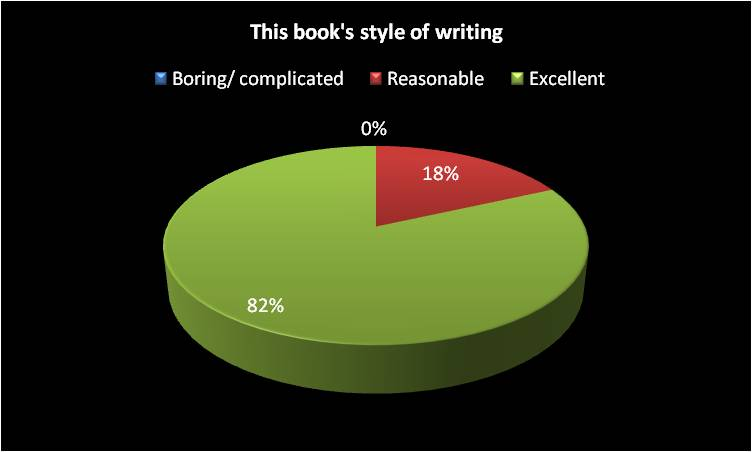 This book's style of writing
Boring/ complicated Reasonable Excellent
0%
18%
82%